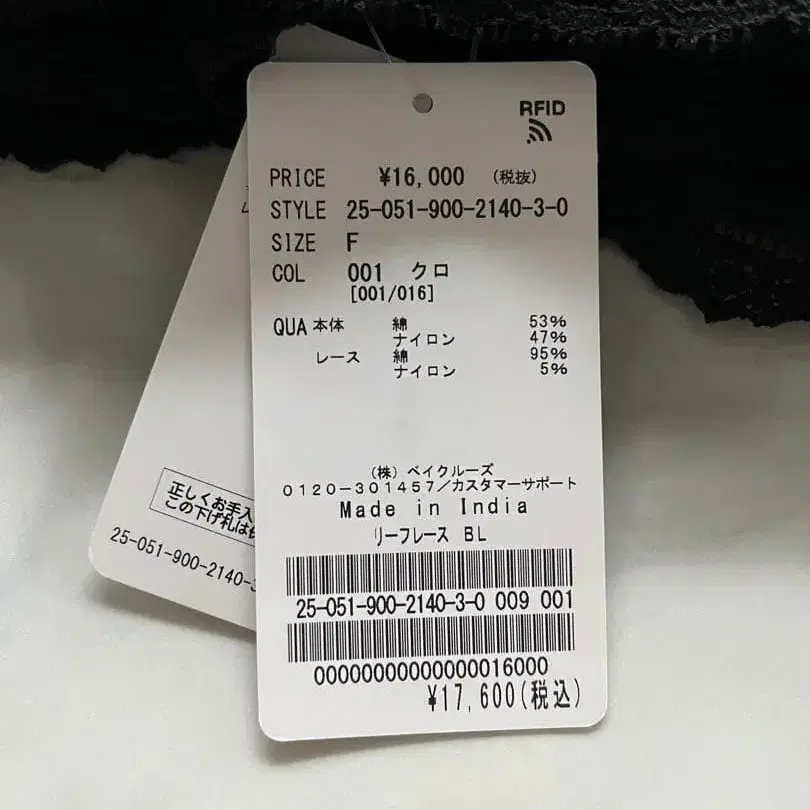 RFID
PRICE ¥16,000 (税抜)
STYLE 25-051-900-2140-3-0
SIZE F
COL 001 クロ
[001/016]
QUA 本体 綿 53%
ナイロン 47%
レース 綿 95%
ナイロン 5%
(株) ベイクルーズ
0120-301457/カスタマーサポート
Made in India
リーフレース BL
25-051-900-2140-3-0 009 001
00000000000000016000
¥17,600(税込)
正しくお手入
この下げ札は
25-051-900-2140-3